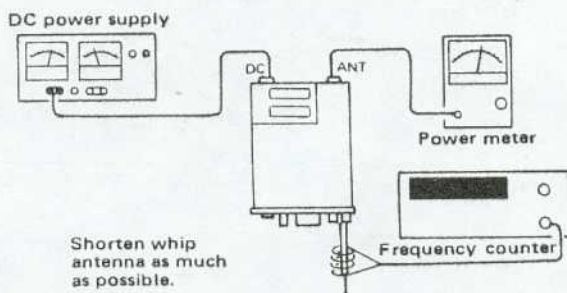 DC power supply
DC
ANT
Power meter
Shorten whip
antenna as much
as possible.
Frequency counter